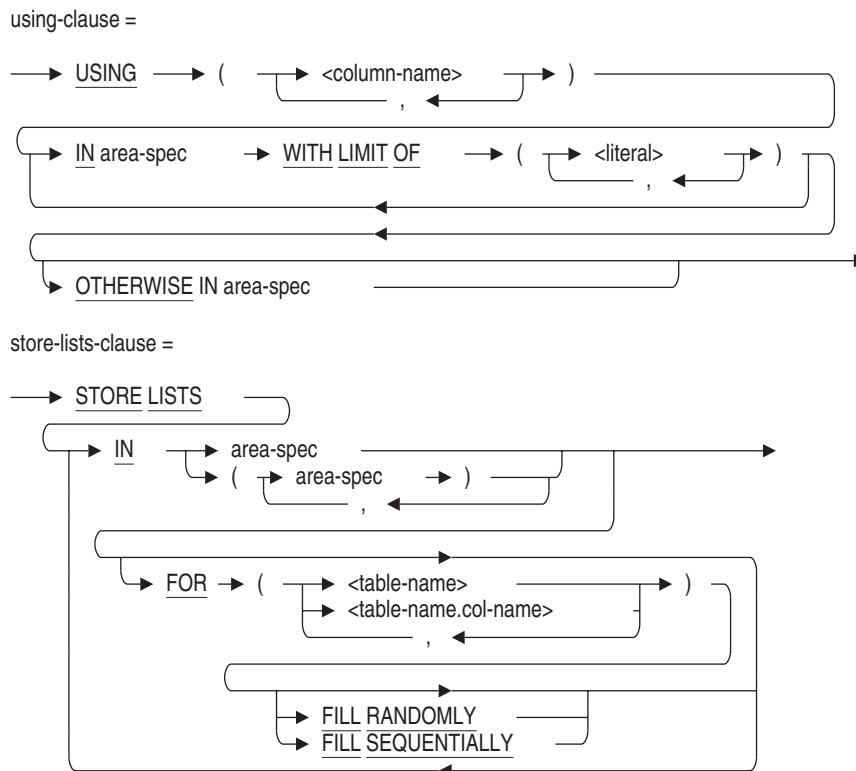 using-clause =
USING ( <column-name> )
,
IN area-spec WITH LIMIT OF ( <literal> )
,
OTHERWISE IN area-spec
store-lists-clause =
STORE LISTS
IN area-spec
( area-spec )
,
FOR ( <table-name> )
<table-name.col-name>
,
FILL RANDOMLY
FILL SEQUENTIALLY